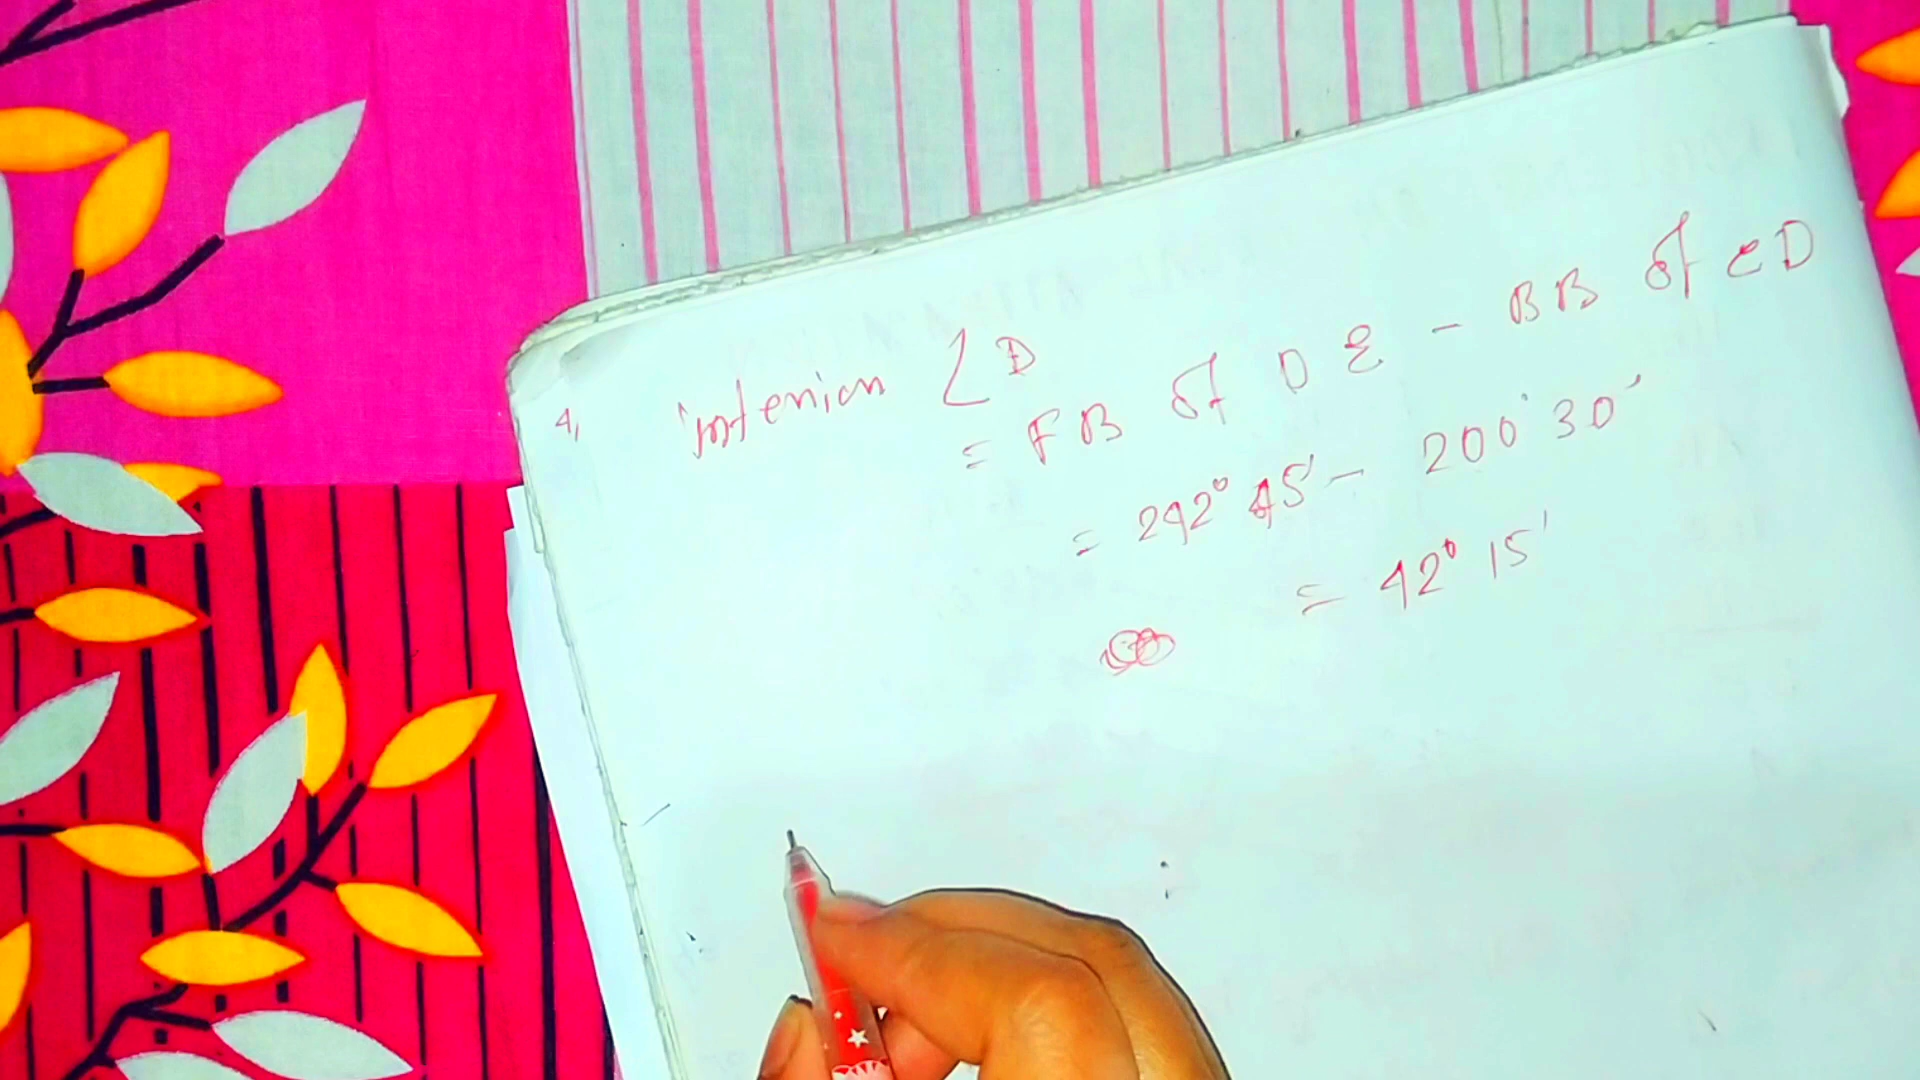 4, interior ∠D
= FB of DE - BB of CD
= 242° 45' - 200° 30'
= 42° 15'